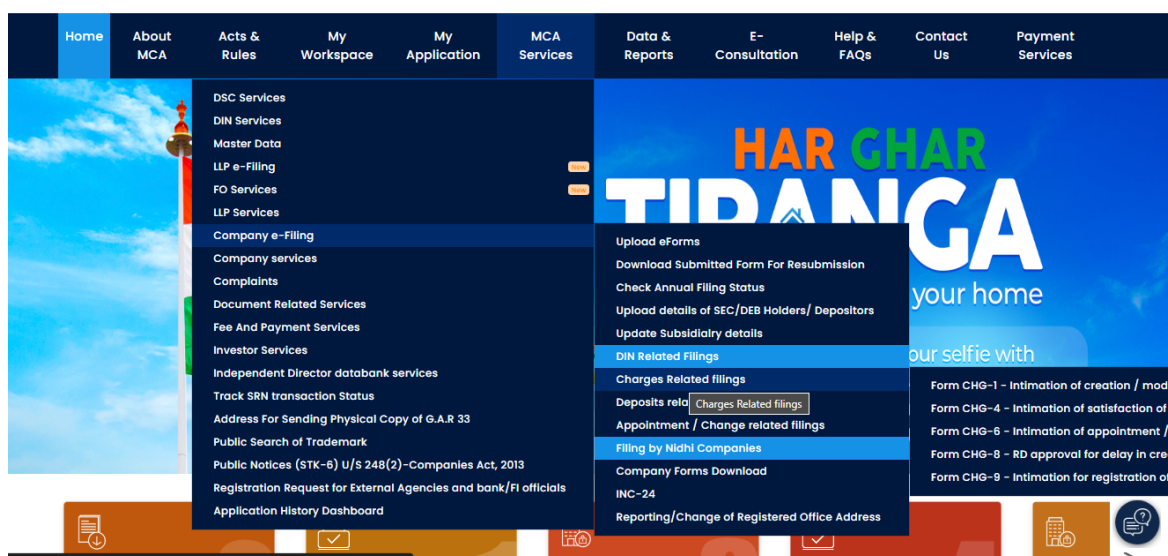 Home
About
MCA
Acts &
Rules
My
Workspace
My
Application
MCA
Services
Data &
Reports
E-
Consultation
Help &
FAQs
Contact
Us
Payment
Services
DSC Services
DIN Services
Master Data
LLP e-Filing New
FO Services New
LLP Services
Company e-Filing
Company services
Complaints
Document Related Services
Fee And Payment Services
Investor Services
Independent Director databank services
Track SRN transaction Status
Address For Sending Physical Copy of G.A.R 33
Public Search of Trademark
Public Notices (STK-6) U/S 248(2)-Companies Act, 2013
Registration Request for External Agencies and bank/FI officials
Application History Dashboard
Upload eForms
Download Submitted Form For Resubmission
Check Annual Filing Status
Upload details of SEC/DEB Holders/ Depositors
Update Subsidialry details
DIN Related Filings
Charges Related filings
Deposits rela
Charges Related filings
Appointment / Change related filings
Filing by Nidhi Companies
Company Forms Download
INC-24
Reporting/Change of Registered Office Address
Form CHG-1 - Intimation of creation / mod
Form CHG-4 - Intimation of satisfaction of
Form CHG-6 - Intimation of appointment /
Form CHG-8 - RD approval for delay in cre
Form CHG-9 - Intimation for registration of
HAR GHAR
TIRANGA
your home
our selfie with